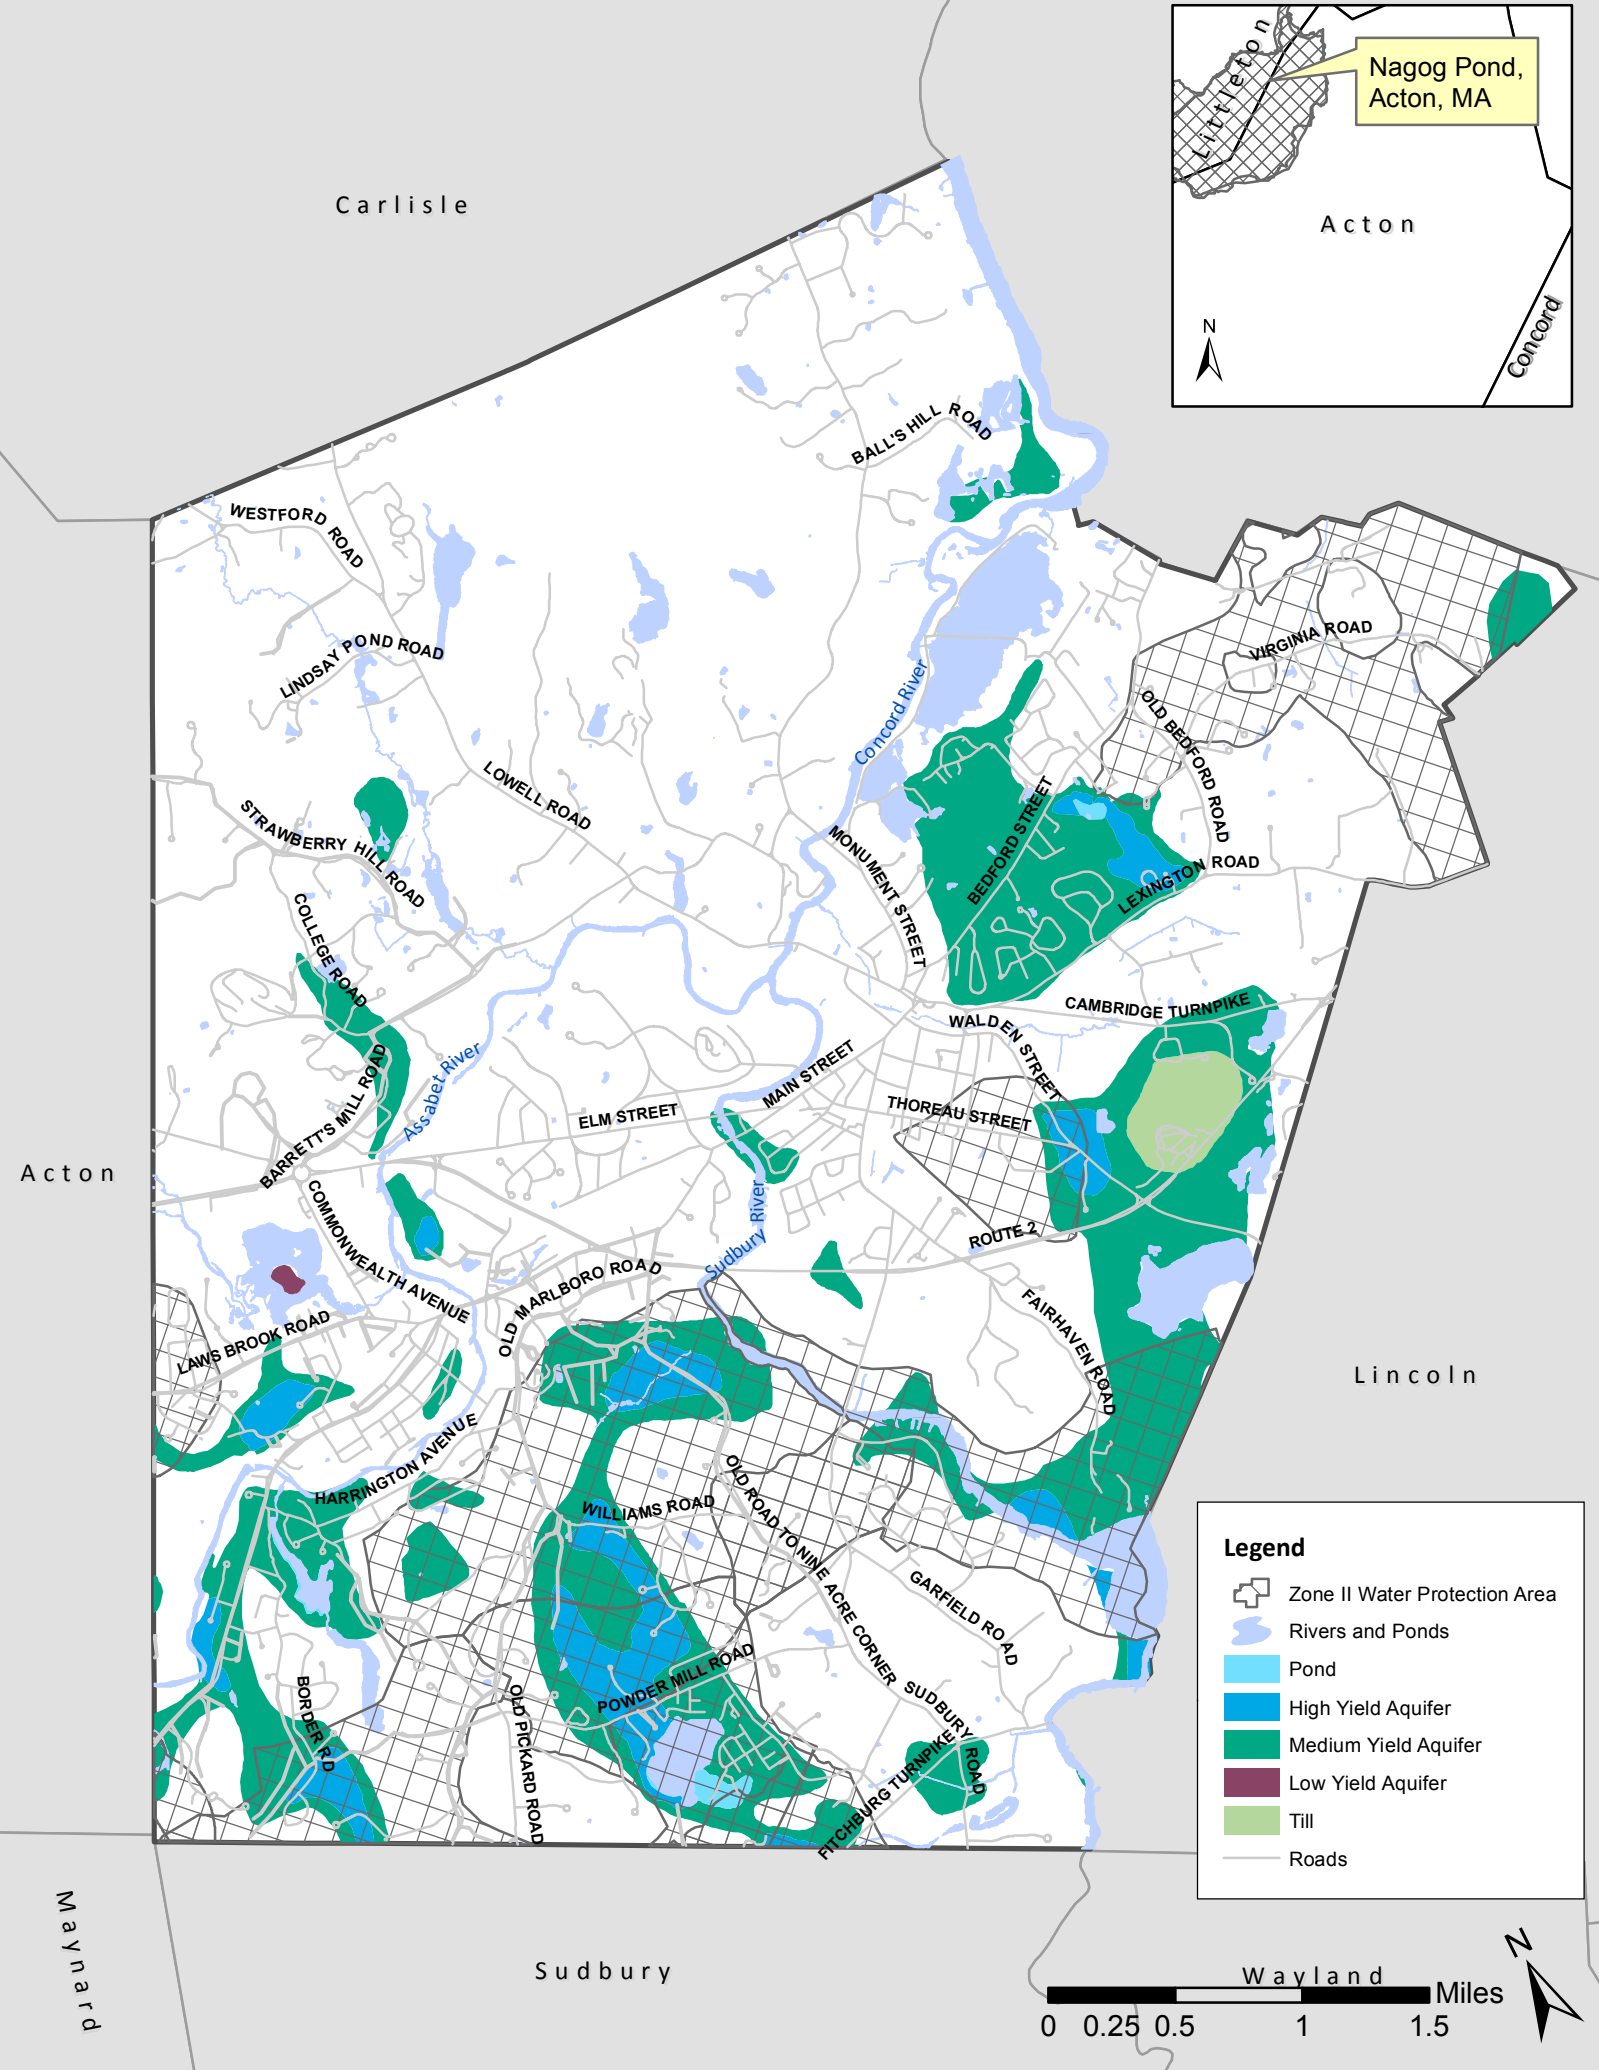 Littleton
Nagog Pond,
Acton, MA
Acton
Concord
N
Carlisle
BALL'S HILL ROAD
WESTFORD ROAD
LINDSAY POND ROAD
VIRGINIA ROAD
Concord River
OLD BEDFORD ROAD
LOWELL ROAD
STRAWBERRY HILL ROAD
BEDFORD STREET
MONUMENT STREET
LEXINGTON ROAD
COLLEGE ROAD
CAMBRIDGE TURNPIKE
WALDEN STREET
BARRETT'S MILL ROAD
Assabet River
MAIN STREET
ELM STREET
THOREAU STREET
Acton
COMMONWEALTH AVENUE
Sudbury River
ROUTE 2
OLD MARLBORO ROAD
FAIRHAVEN ROAD
LAWS BROOK ROAD
Lincoln
HARRINGTON AVENUE
OLD ROAD TO NINE ACRE CORNER
WILLIAMS ROAD
GARFIELD ROAD
POWDER MILL ROAD
BORDER RD
OLD PICKARD ROAD
SUDBURY ROAD
FITCHBURG TURNPIKE
Legend
Zone II Water Protection Area
Rivers and Ponds
Pond
High Yield Aquifer
Medium Yield Aquifer
Low Yield Aquifer
Till
Roads
Maynard
Sudbury
Wayland
N
Miles
0 0.25 0.5 1 1.5